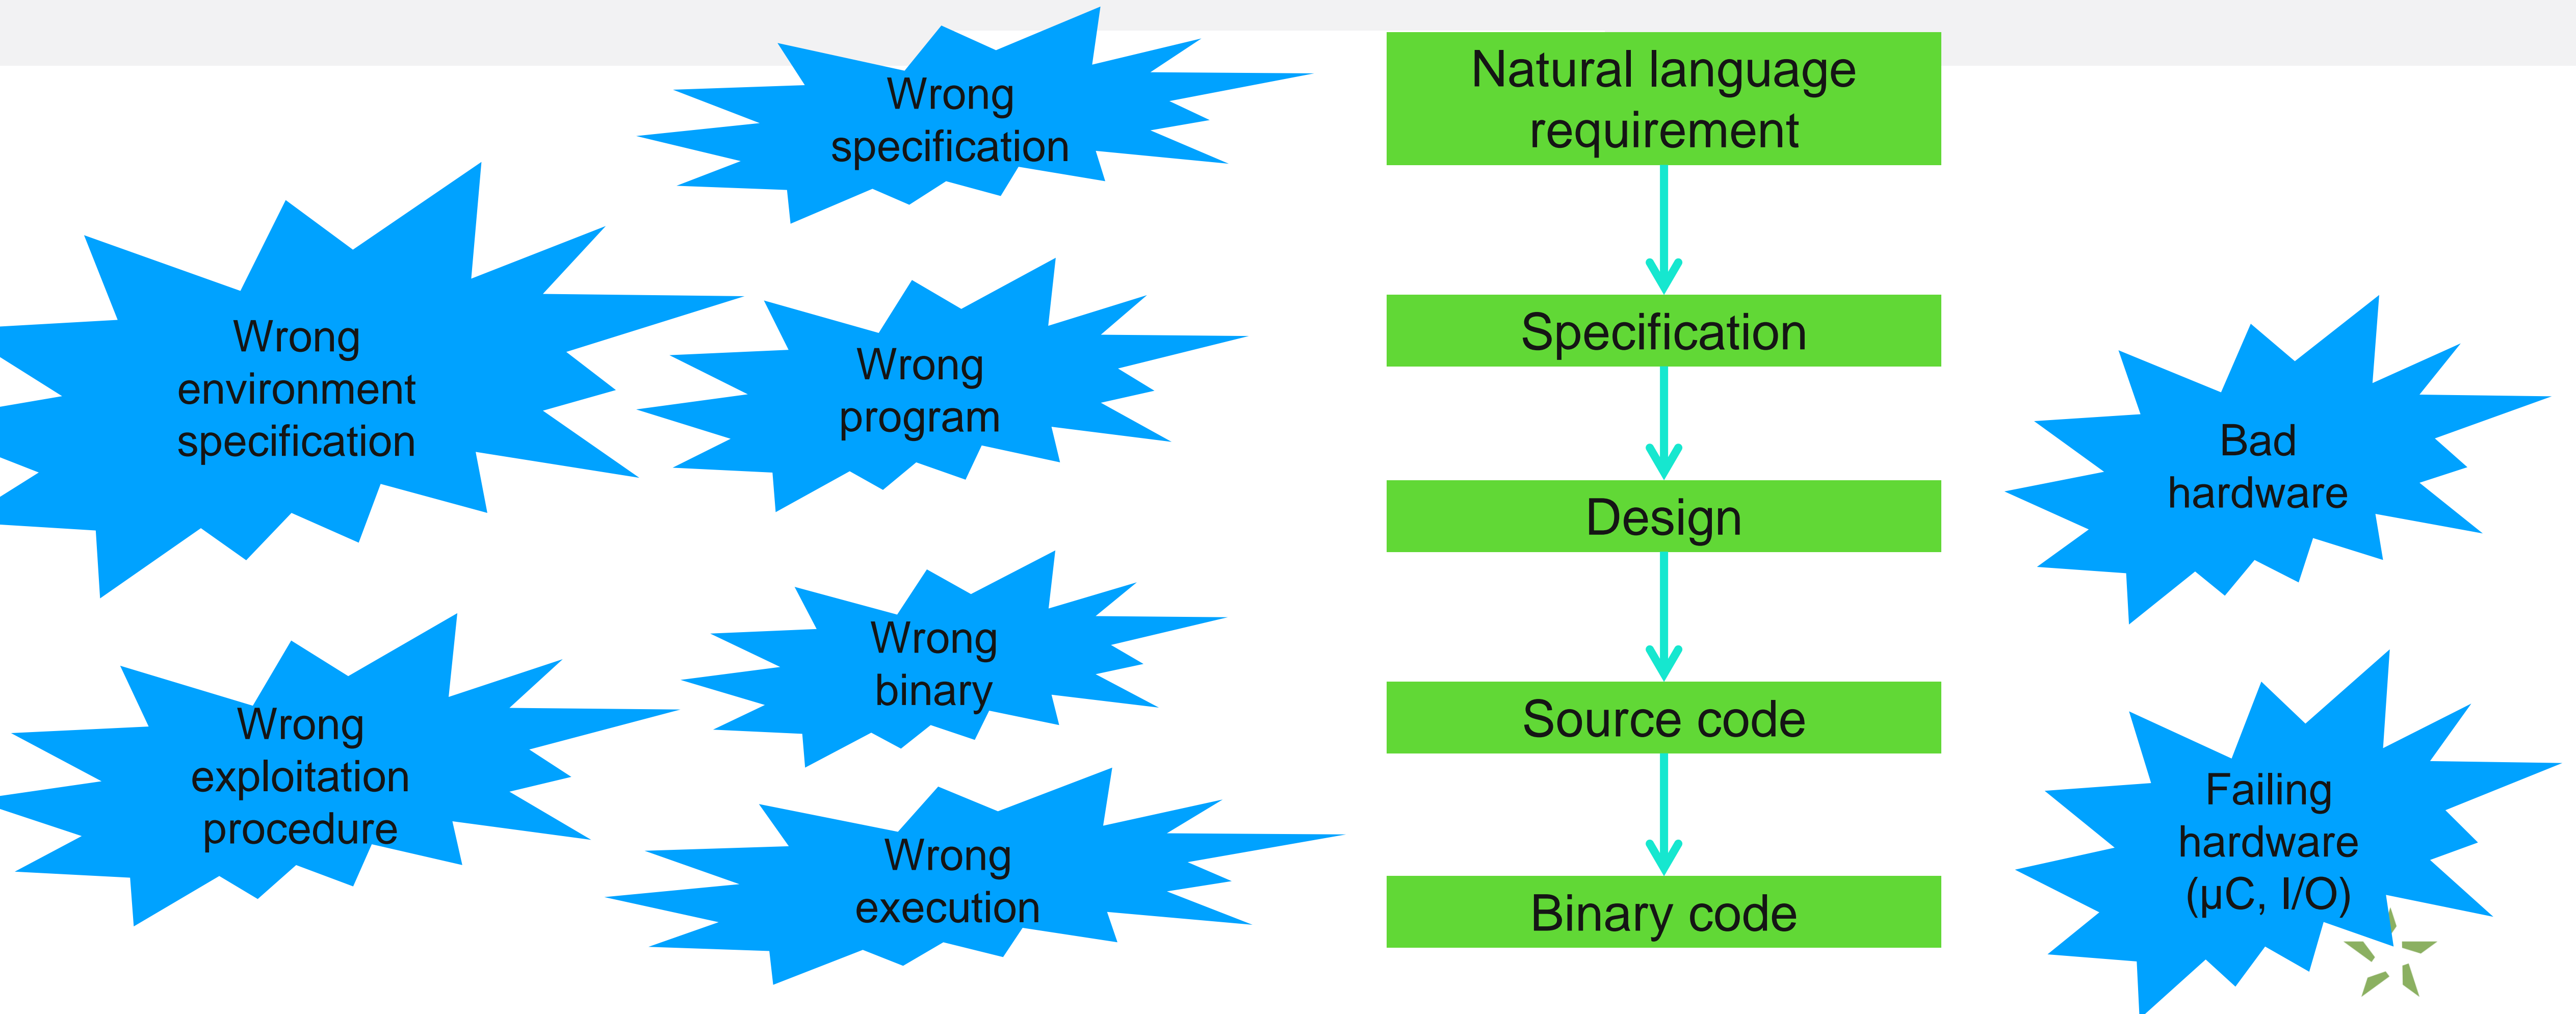 Wrong
specification
Natural language
requirement
Wrong
environment
specification
Wrong
program
Specification
Bad
hardware
Design
Wrong
binary
Wrong
exploitation
procedure
Source code
Failing
hardware
(µC, I/O)
Wrong
execution
Binary code